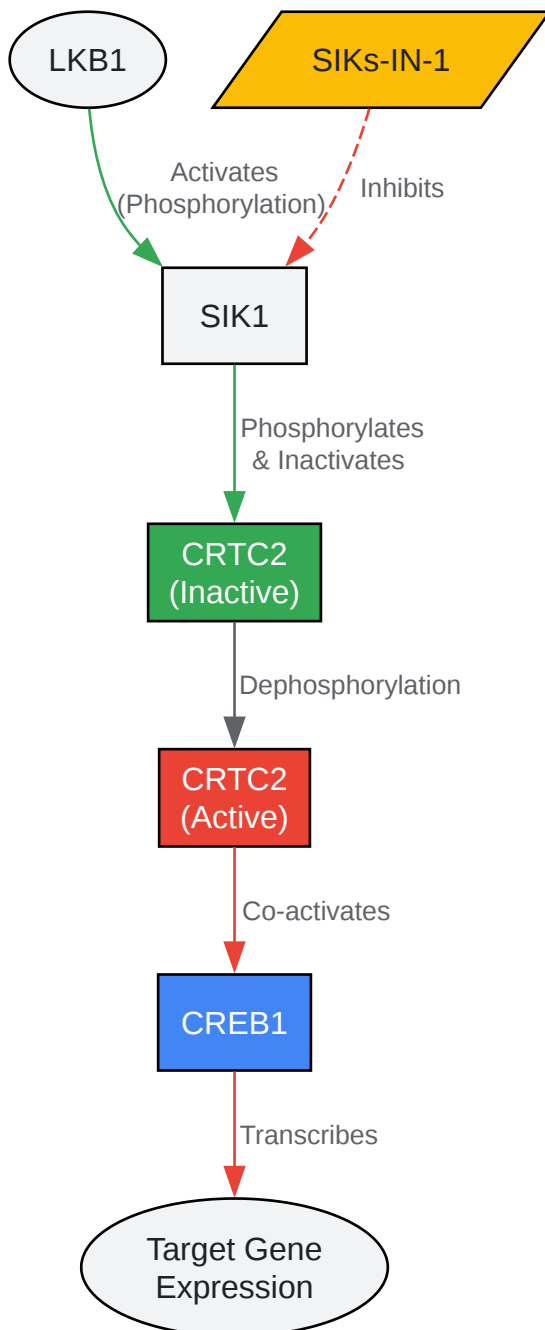 LKB1
SIKs-IN-1
Activates
(Phosphorylation)
Inhibits
SIK1
Phosphorylates
& Inactivates
CRTC2
(Inactive)
Dephosphorylation
CRTC2
(Active)
Co-activates
CREB1
Transcribes
Target Gene
Expression